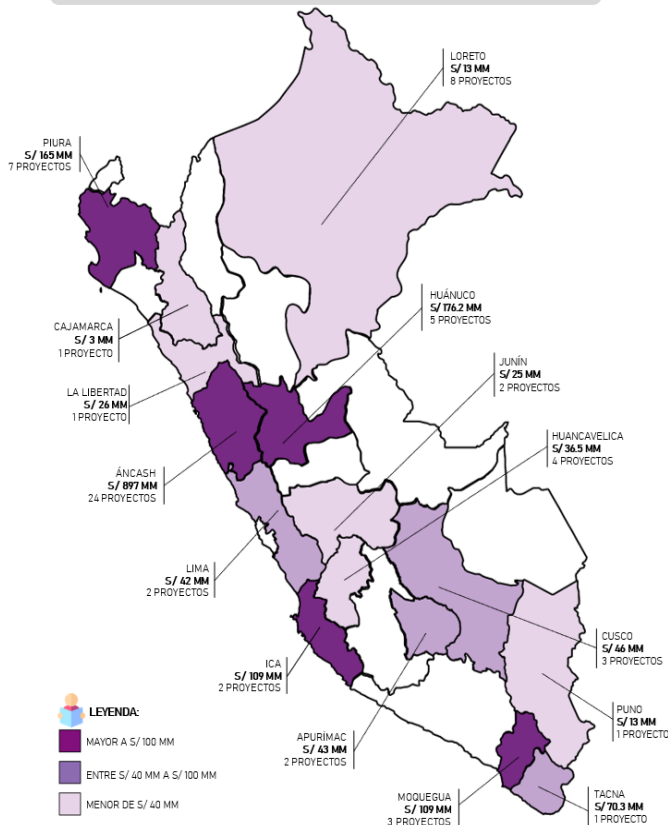 LORETO
S/ 13 MM
8 PROYECTOS
PIURA
S/ 165 MM
7 PROYECTOS
HUÁNUCO
S/ 176.2 MM
5 PROYECTOS
CAJAMARCA
S/ 3 MM
1 PROYECTO
JUNÍN
S/ 25 MM
2 PROYECTOS
LA LIBERTAD
S/ 26 MM
1 PROYECTO
HUANCAVELICA
S/ 36.5 MM
4 PROYECTOS
ÁNCASH
S/ 897 MM
24 PROYECTOS
LIMA
S/ 42 MM
2 PROYECTOS
CUSCO
S/ 46 MM
3 PROYECTOS
ICA
S/ 109 MM
2 PROYECTOS
PUNO
S/ 13 MM
1 PROYECTO
APURÍMAC
S/ 43 MM
2 PROYECTOS
MOQUEGUA
S/ 109 MM
3 PROYECTOS
TACNA
S/ 70.3 MM
1 PROYECTO
LEYENDA:
MAYOR A S/ 100 MM
ENTRE S/ 40 MM A S/ 100 MM
MENOR DE S/ 40 MM